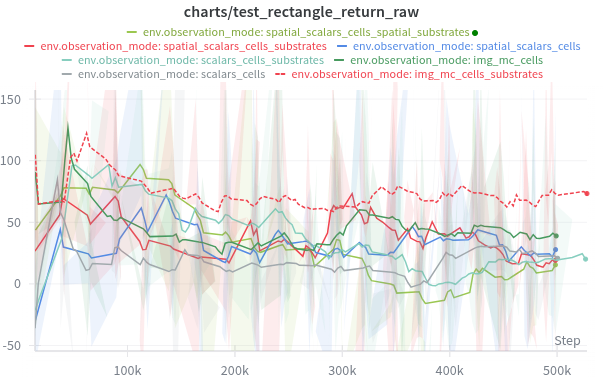 charts/test_rectangle_return_raw
env.observation_mode: spatial_scalars_cells_spatial_substrates
env.observation_mode: spatial_scalars_cells_substrates env.observation_mode: spatial_scalars_cells
env.observation_mode: scalars_cells_substrates env.observation_mode: img_mc_cells
env.observation_mode: scalars_cells env.observation_mode: img_mc_cells_substrates
150
100
50
0
-50
Step
100k 200k 300k 400k 500k